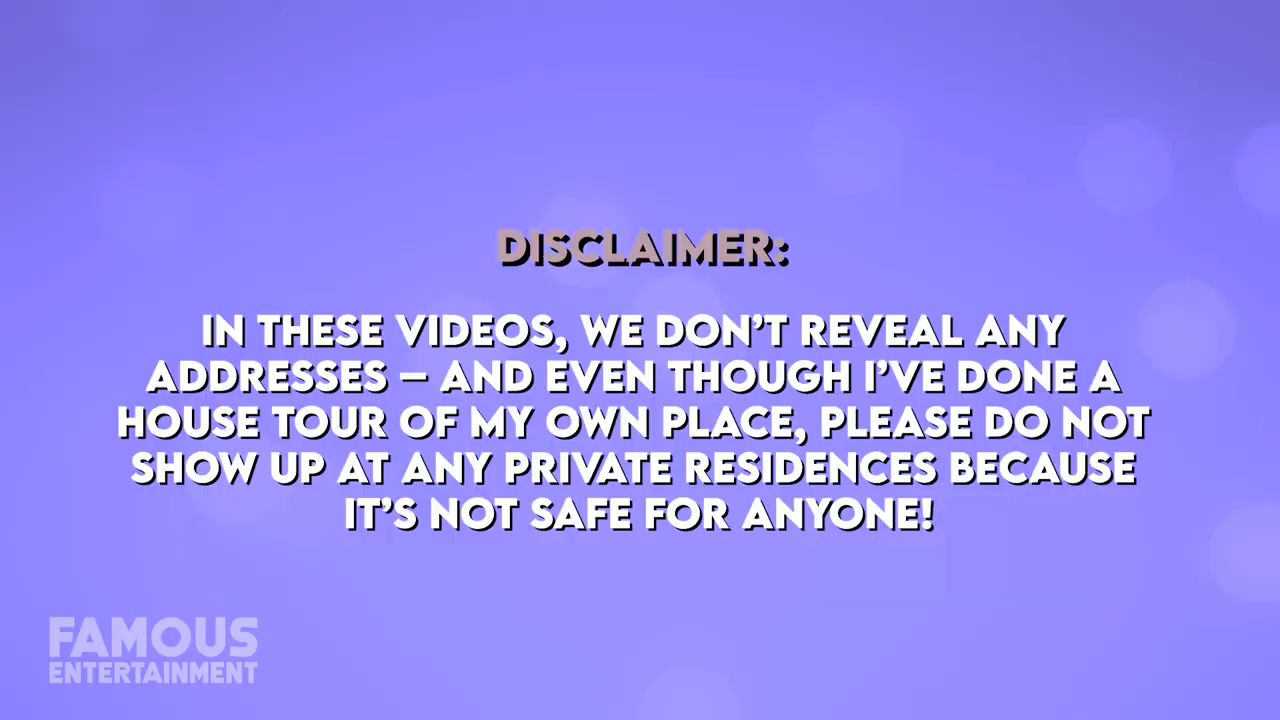 DISCLAIMER:
IN THESE VIDEOS, WE DON'T REVEAL ANY
ADDRESSES – AND EVEN THOUGH I'VE DONE A
HOUSE TOUR OF MY OWN PLACE, PLEASE DO NOT
SHOW UP AT ANY PRIVATE RESIDENCES BECAUSE
IT'S NOT SAFE FOR ANYONE!
FAMOUS
ENTERTAINMENT